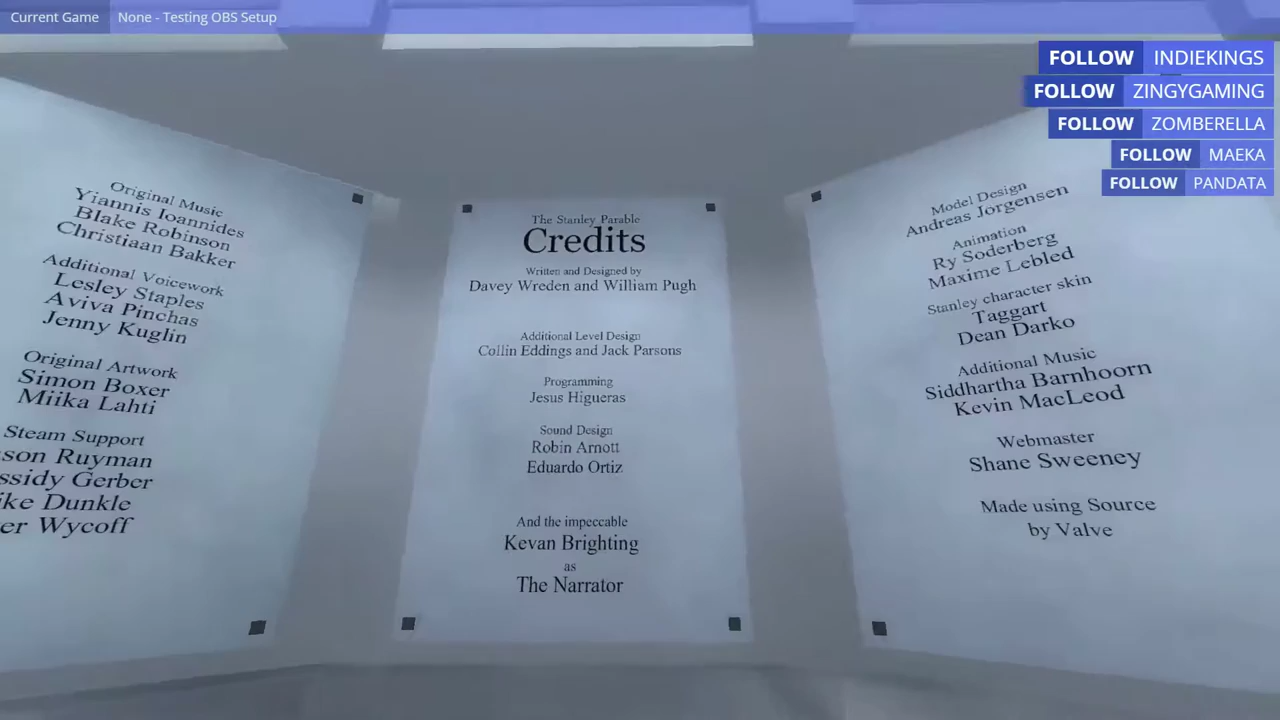 Current Game None - Testing OBS Setup
FOLLOW INDIEKINGS
FOLLOW ZINGYGAMING
FOLLOW ZOMBERELLA
FOLLOW MAEKA
FOLLOW PANDATA
Original Music
Yiannis Ioannides
Blake Robinson
Christiaan Bakker
Additional Voicework
Lesley Staples
Aviva Pinchas
Jenny Kuglin
Original Artwork
Simon Boxer
Miika Lahti
Steam Support
Ruyman
Gerber
Dunkle
Wycoff
The Stanley Parable
Credits
Written and Designed by
Davey Wreden and William Pugh
Additional Level Design
Collin Eddings and Jack Parsons
Programming
Jesus Higueras
Sound Design
Robin Arnott
Eduardo Ortiz
And the impeccable
Kevan Brighting
as
The Narrator
Model Design
Andreas Jorgensen
Animation
Ry Soderberg
Maxime Lebled
Stanley character skin
Taggart
Dean Darko
Additional Music
Siddhartha Barnhoorn
Kevin MacLeod
Webmaster
Shane Sweeney
Made using Source
by Valve